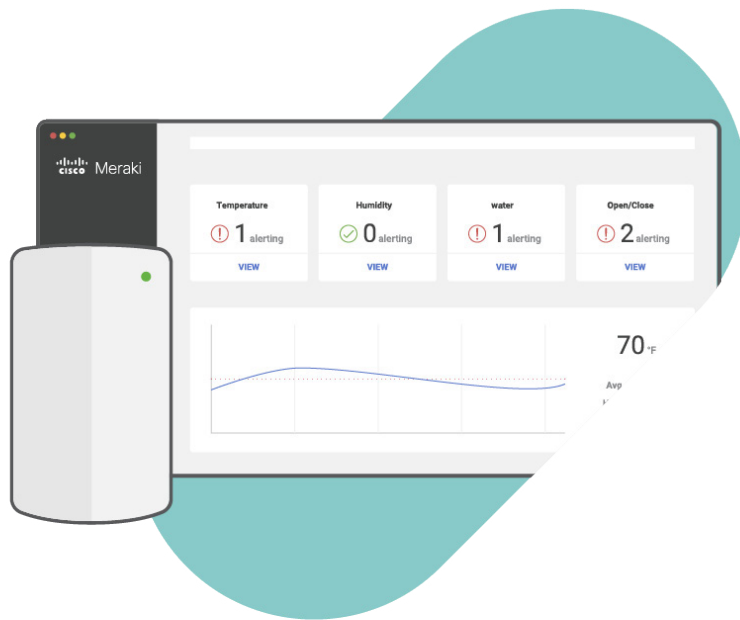 cisco Meraki
Temperature Humidity water Open/Close
1 alerting 0 alerting 1 alerting 2 alerting
VIEW VIEW VIEW VIEW
70 °F
Avp